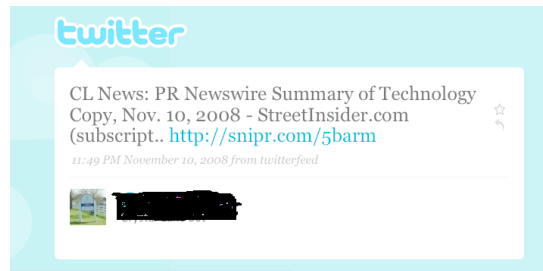 twitter
CL News: PR Newswire Summary of Technology
Copy, Nov. 10, 2008 - StreetInsider.com
(subscript.. http://snipr.com/5barm
11:49 PM November 10, 2008 from twitterfeed